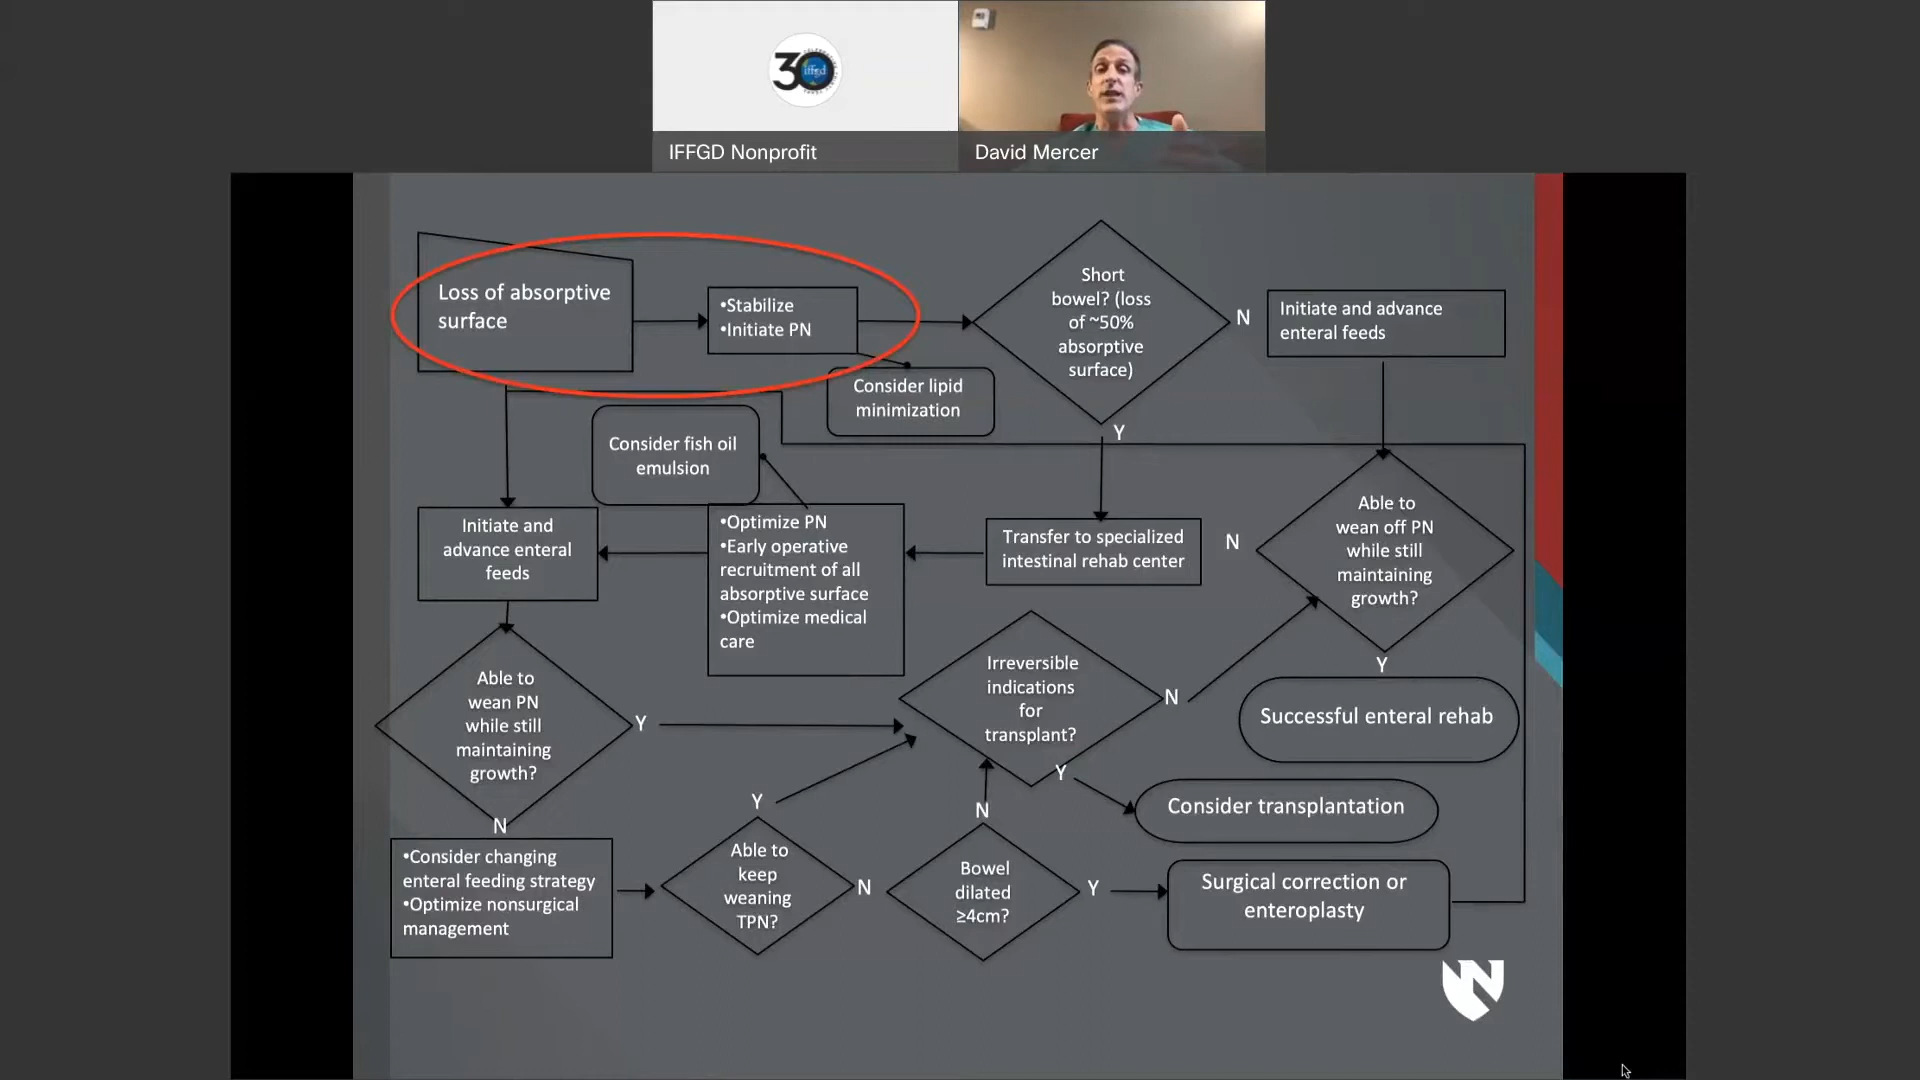 30
iffgd
IFFGD Nonprofit
David Mercer
Loss of absorptive
surface
•Stabilize
•Initiate PN
Short
bowel? (loss
of ~50%
absorptive
surface)
N
Initiate and advance
enteral feeds
Consider lipid
minimization
Y
Consider fish oil
emulsion
Initiate and
advance enteral
feeds
•Optimize PN
•Early operative
recruitment of all
absorptive surface
•Optimize medical
care
Transfer to specialized
intestinal rehab center
N
Able to
wean off PN
while still
maintaining
growth?
Y
Successful enteral rehab
Able to
wean PN
while still
maintaining
growth?
Y
Irreversible
indications
for
transplant?
N
Y
Consider transplantation
N
•Consider changing
enteral feeding strategy
•Optimize nonsurgical
management
Y
Able to
keep
weaning
TPN?
N
N
Bowel
dilated
≥4cm?
Y
Surgical correction or
enteroplasty
N